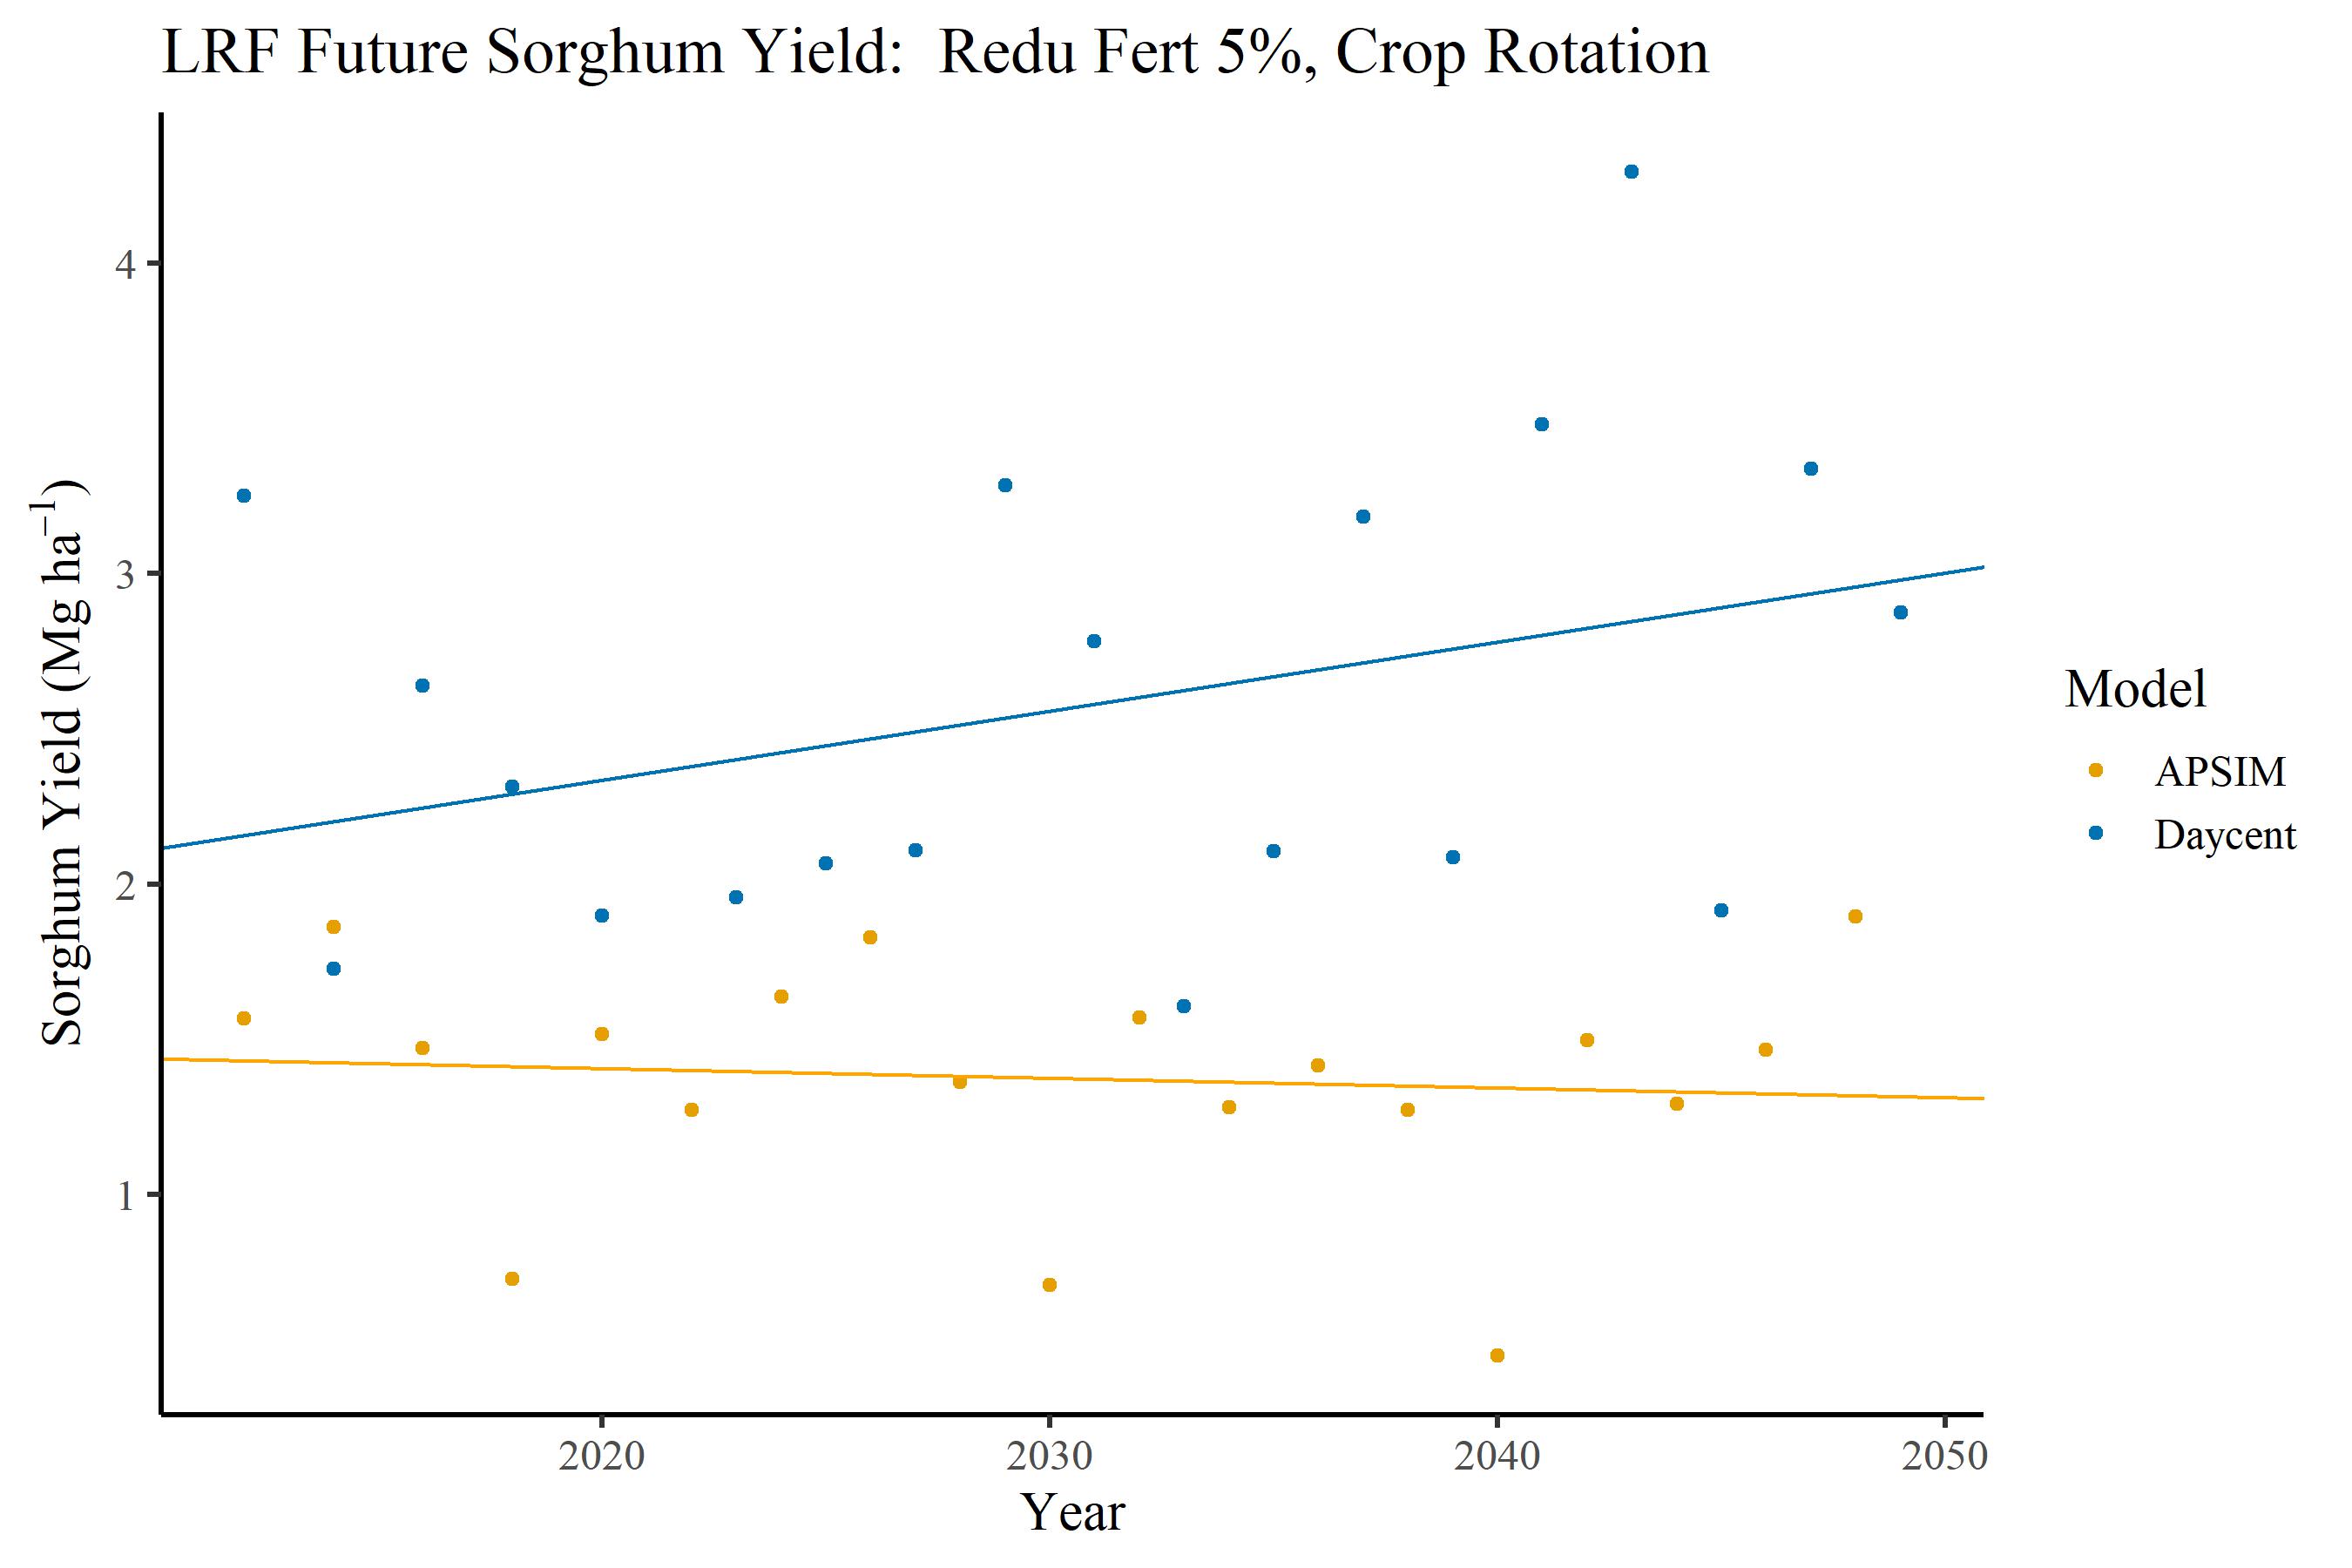 LRF Future Sorghum Yield:  Redu Fert 5%, Crop Rotation
Sorghum Yield (Mg ha⁻¹)
4
3
2
1
2020
2030
2040
2050
Year
Model
APSIM
Daycent